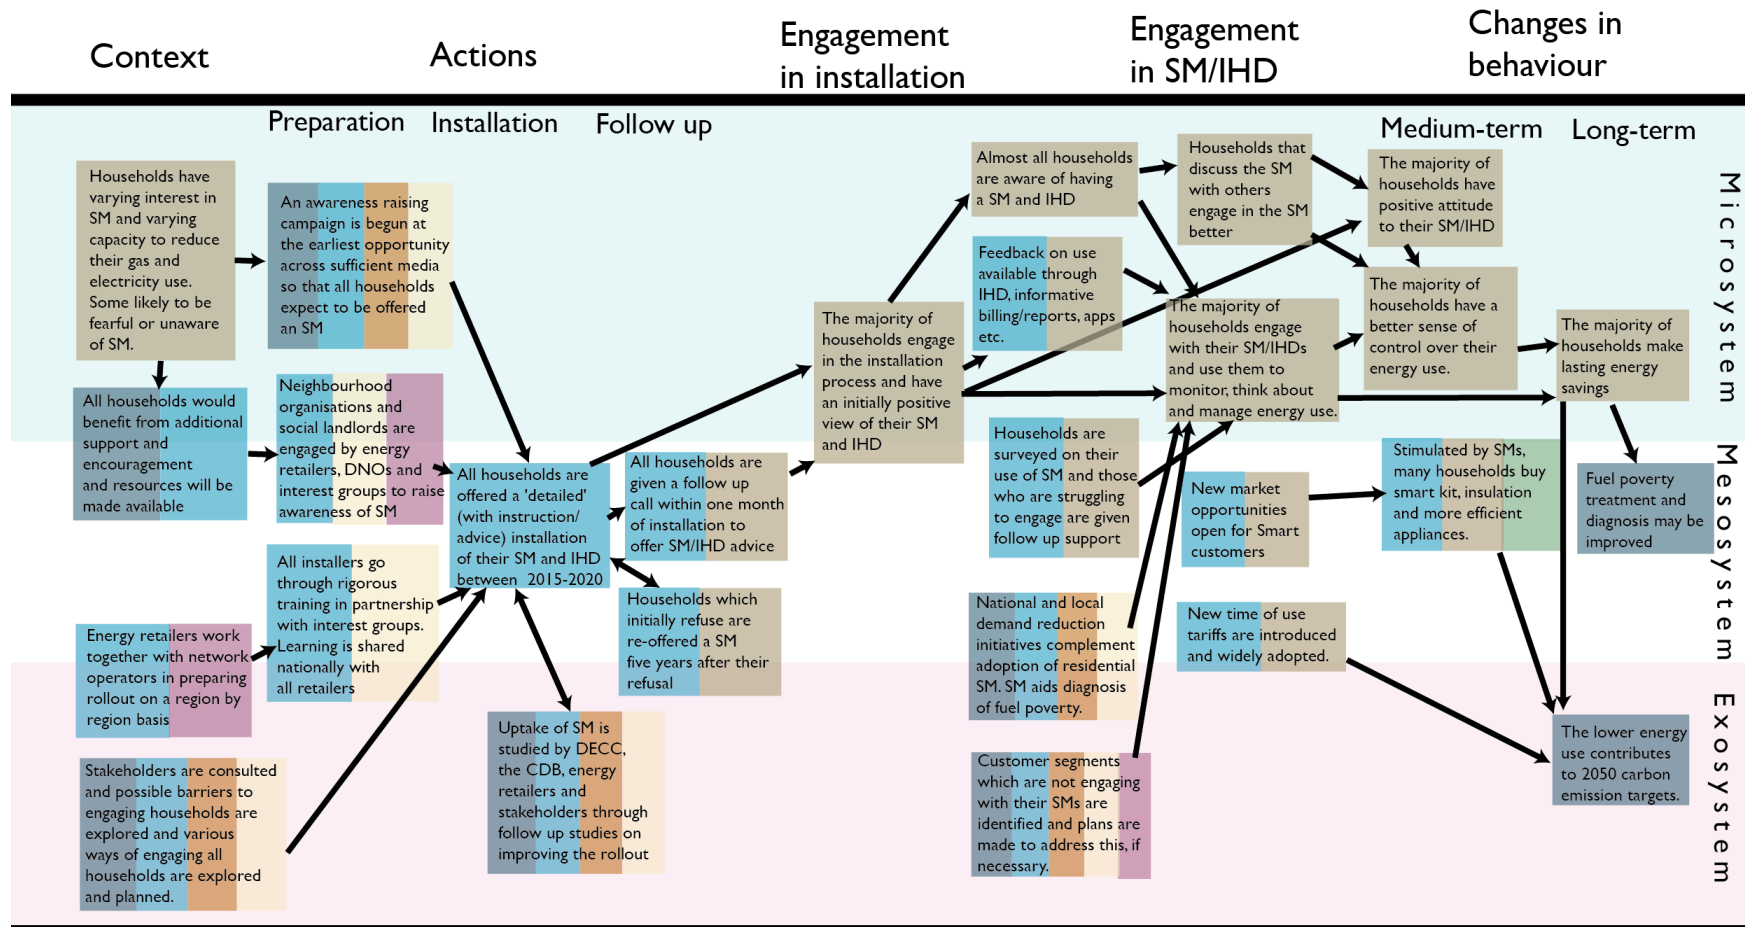 Context
Actions
Engagement
in installation
Engagement
in SM/IHD
Changes in
behaviour
Preparation
Installation
Follow up
Medium-term
Long-term
Households have
varying interest in
SM and varying
capacity to reduce
their gas and
electricity use.
Some likely to be
fearful or unaware
of SM.
All households would
benefit from additional
support and
encouragement
and resources will be
made available
Energy retailers work
together with network
operators in preparing
rollout on a region by
region basis
Stakeholders are consulted
and possible barriers to
engaging households are
explored and various
ways of engaging all
households are explored
and planned.
An awareness raising
campaign is begun at
the earliest opportunity
across sufficient media
so that all households
expect to be offered
an SM
Neighbourhood
organisations and
social landlords are
engaged by energy
retailers, DNOs and
interest groups to raise
awareness of SM
All installers go
through rigorous
training in partnership
with interest groups.
Learning is shared
nationally with
all retailers
All households are
offered a 'detailed'
(with instruction/
advice) installation
of their SM and IHD
between 2015-2020
Uptake of SM is
studied by DECC,
the CDB, energy
retailers and
stakeholders through
follow up studies on
improving the rollout
All households are
given a follow up
call within one month
of installation to
offer SM/IHD advice
Households which
initially refuse are
re-offered a SM
five years after their
refusal
The majority of
households engage
in the installation
process and have
an initially positive
view of their SM
and IHD
Almost all households
are aware of having
a SM and IHD
Feedback on use
available through
IHD, informative
billing/reports, apps
etc.
Households are
surveyed on their
use of SM and those
who are struggling
to engage are given
follow up support
National and local
demand reduction
initiatives complement
adoption of residential
SM. SM aids diagnosis
of fuel poverty.
Customer segments
which are not engaging
with their SMs are
identified and plans are
made to address this, if
necessary.
Households that
discuss the SM
with others
engage in the SM
better
The majority of
households engage
with their SM/IHDs
and use them to
monitor, think about
and manage energy use.
New market
opportunities
open for Smart
customers
New time of use
tariffs are introduced
and widely adopted.
The majority of
households have
positive attitude
to their SM/IHD
The majority of
households have a
better sense of
control over their
energy use.
Stimulated by SMs,
many households buy
smart kit, insulation
and more efficient
appliances.
The majority of
households make
lasting energy
savings
Fuel poverty
treatment and
diagnosis may be
improved
The lower energy
use contributes
to 2050 carbon
emission targets.
Microsystem
Mesosystem
Exosystem